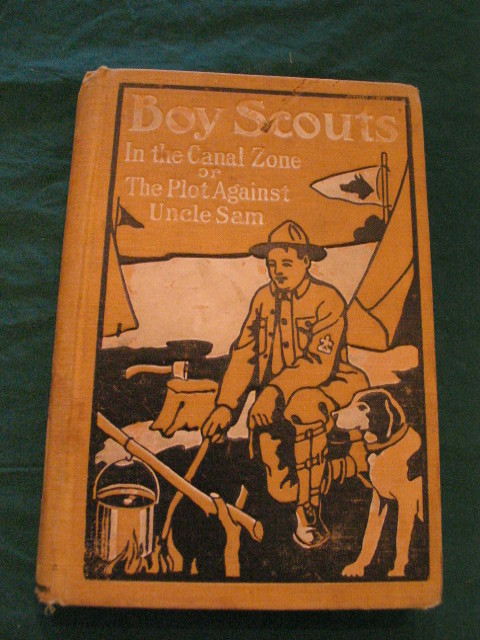 Boy Scouts
In the Canal Zone
or
The Plot Against
Uncle Sam